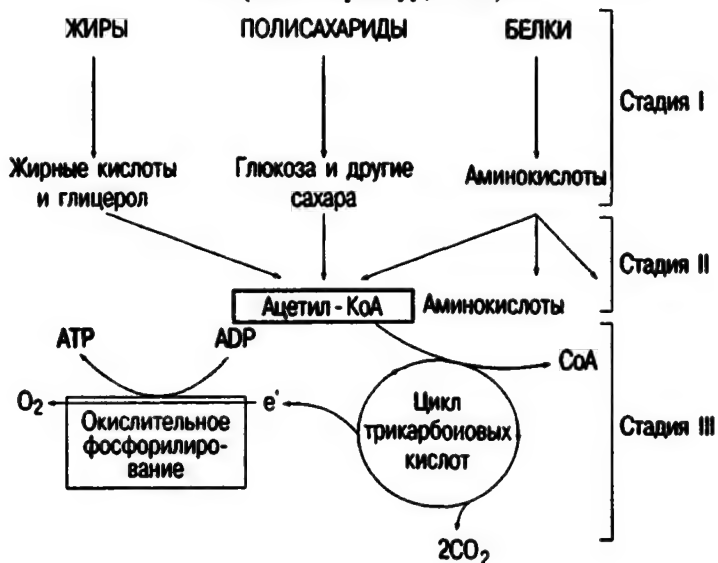 ЖИРЫ ПОЛИСАХАРИДЫ БЕЛКИ
Стадия I
Жирные кислоты
и глицерол
Глюкоза и другие
сахара
Аминокислоты
Стадия II
Ацетил - КоА
Аминокислоты
ATP ADP
CoA
O₂
e'
Окислительное
фосфорилиро-
вание
Цикл
трикарбоновых
кислот
Стадия III
2CO₂